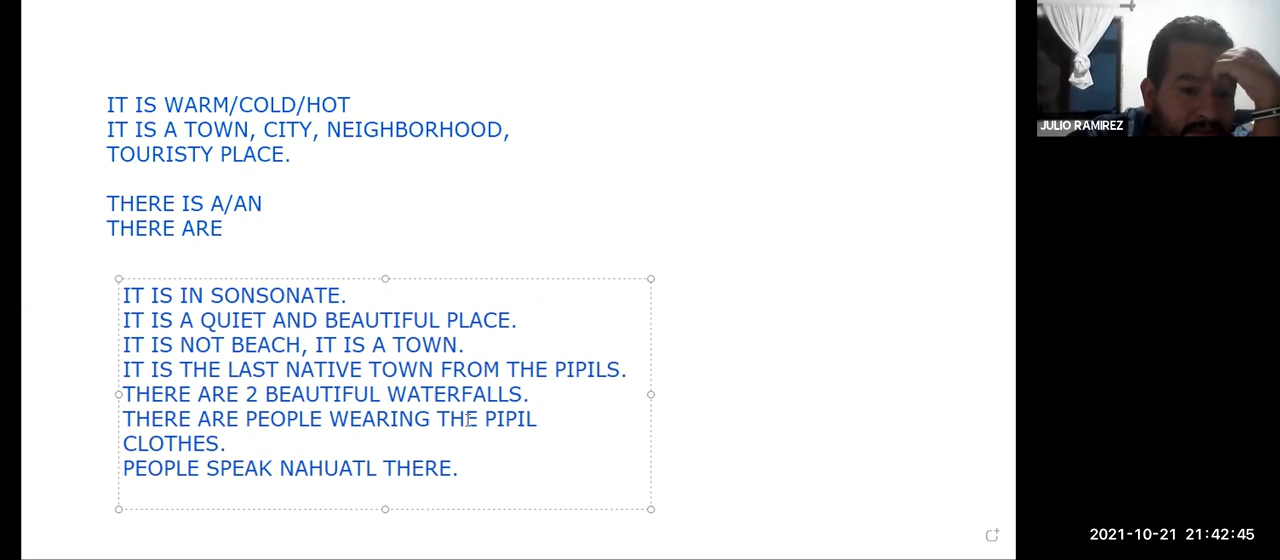 IT IS WARM/COLD/HOT
IT IS A TOWN, CITY, NEIGHBORHOOD,
TOURISTY PLACE.
THERE IS A/AN
THERE ARE
IT IS IN SONSONATE.
IT IS A QUIET AND BEAUTIFUL PLACE.
IT IS NOT BEACH, IT IS A TOWN.
IT IS THE LAST NATIVE TOWN FROM THE PIPILS.
THERE ARE 2 BEAUTIFUL WATERFALLS.
THERE ARE PEOPLE WEARING THE PIPIL
CLOTHES.
PEOPLE SPEAK NAHUATL THERE.
JULIO RAMIREZ
2021-10-21 21:42:45